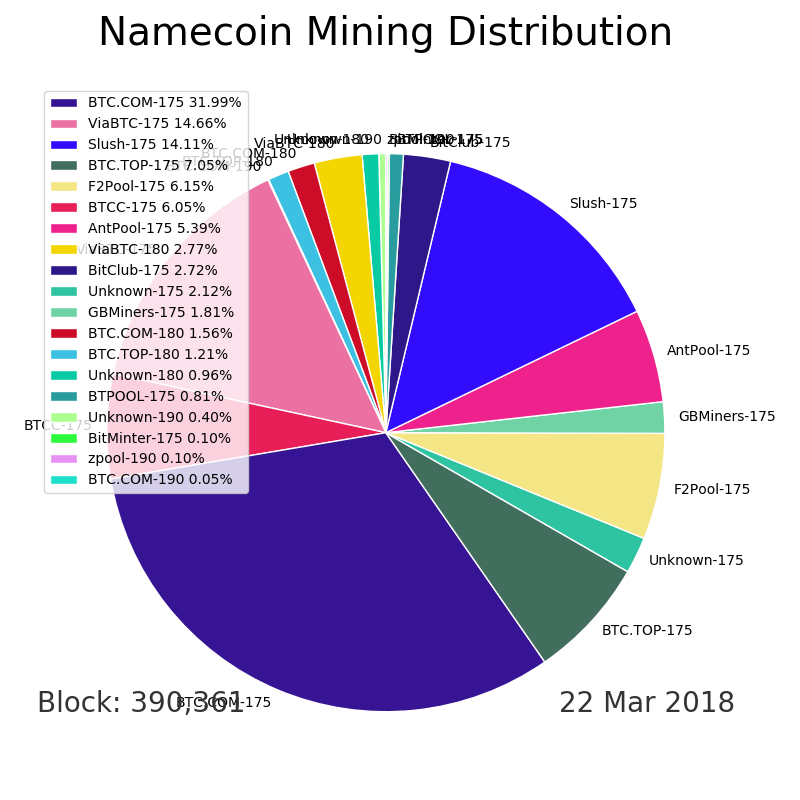 Namecoin Mining Distribution
BTC.COM-175 31.99%
ViaBTC-175 14.66%
Slush-175 14.11%
BTC.TOP-175 7.05%
F2Pool-175 6.15%
BTCC-175 6.05%
AntPool-175 5.39%
ViaBTC-180 2.77%
BitClub-175 2.72%
Unknown-175 2.12%
GBMiners-175 1.81%
BTC.COM-180 1.56%
BTC.TOP-180 1.21%
Unknown-180 0.96%
BTPOOL-175 0.81%
Unknown-190 0.40%
BitMinter-175 0.10%
zpool-190 0.10%
BTC.COM-190 0.05%
BTC.COM-180
ViaBTC-180
BitClub-175
Slush-175
AntPool-175
GBMiners-175
BTCC-175
F2Pool-175
Unknown-175
BTC.TOP-175
BTC.COM-175
Block: 390,361
22 Mar 2018